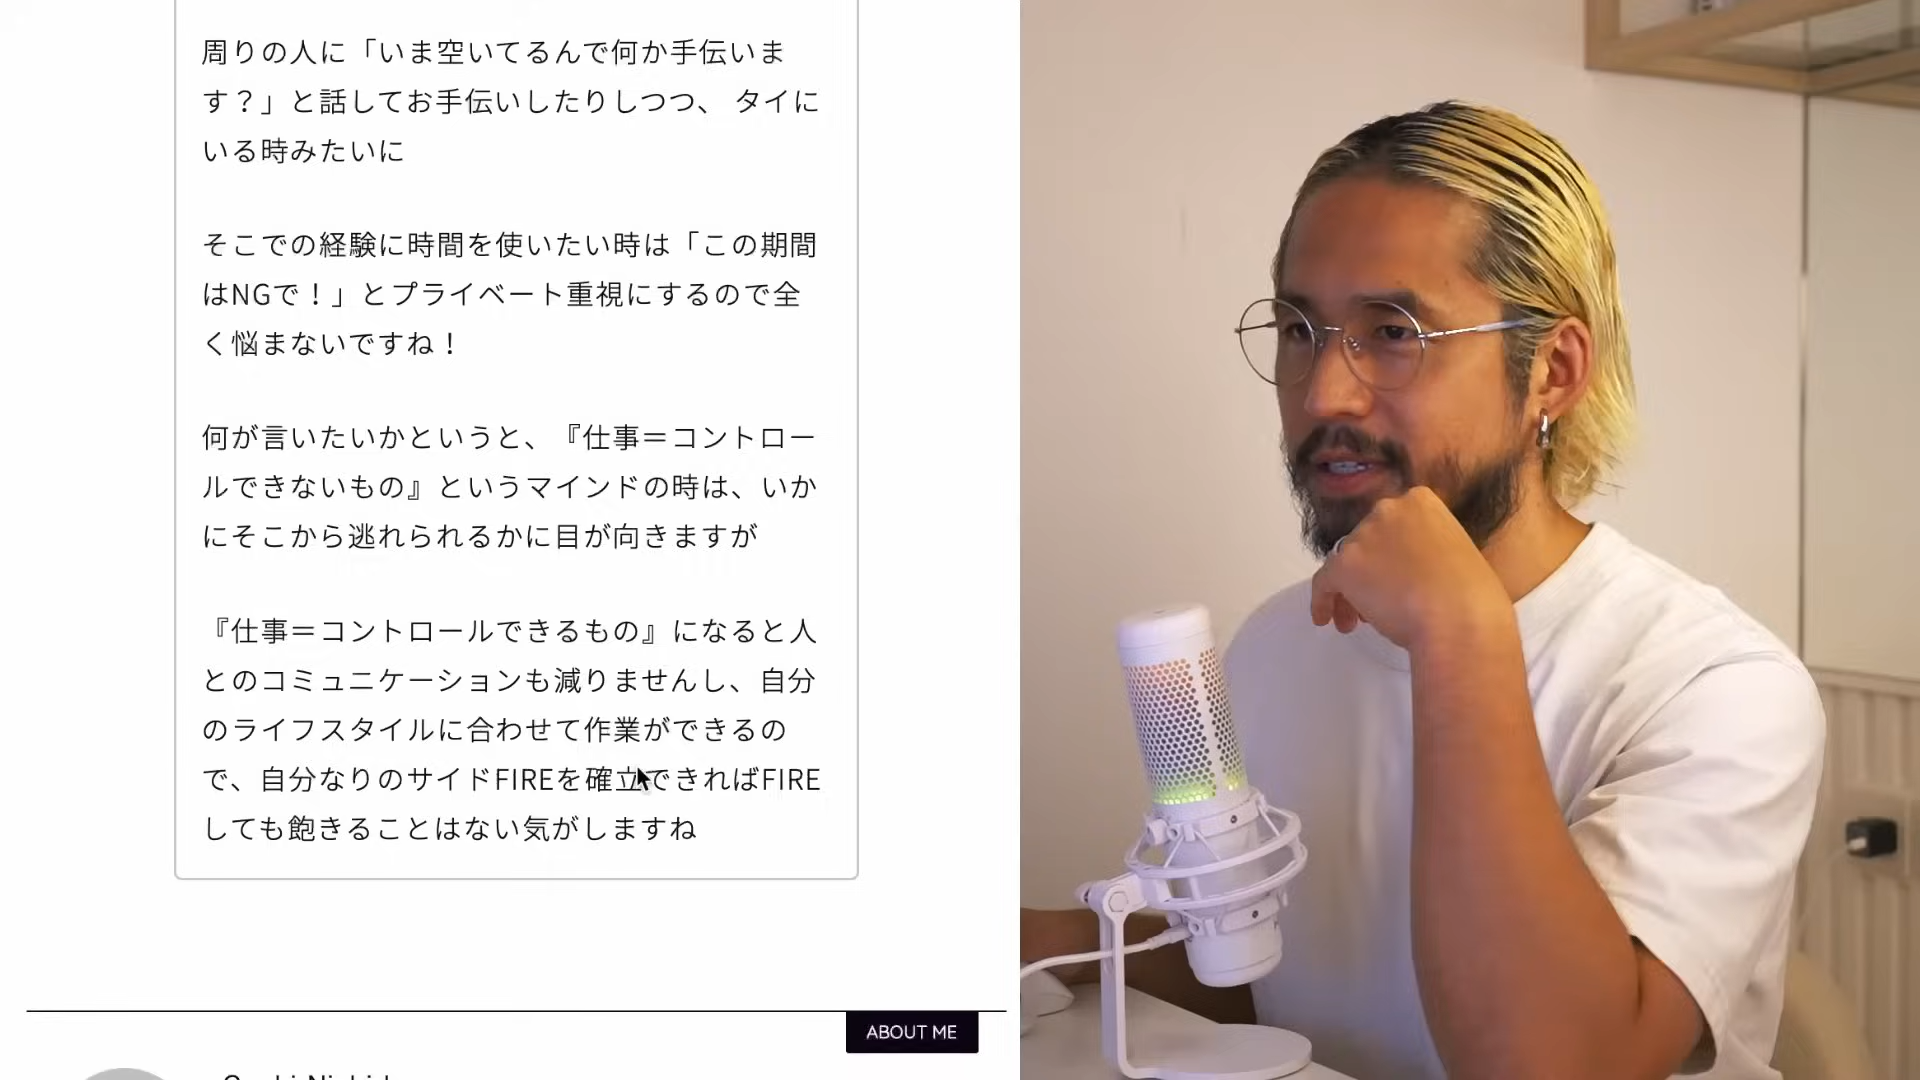 周りの人に「いま空いてるんで何か手伝いま
す？」と話してお手伝いしたりしつつ、 タイに
いる時みたいに
そこでの経験に時間を使いたい時は「この期間
はNGで！」とプライベート重視にするので全
く悩まないですね！
何が言いたいかというと、『仕事＝コントロー
ルできないもの』というマインドの時は、いか
にそこから逃れられるかに目が向きますが
『仕事＝コントロールできるもの』になると人
とのコミュニケーションも減りませんし、自分
のライフスタイルに合わせて作業ができるの
で、自分なりのサイドFIREを確立できればFIRE
しても飽きることはない気がしますね
ABOUT ME